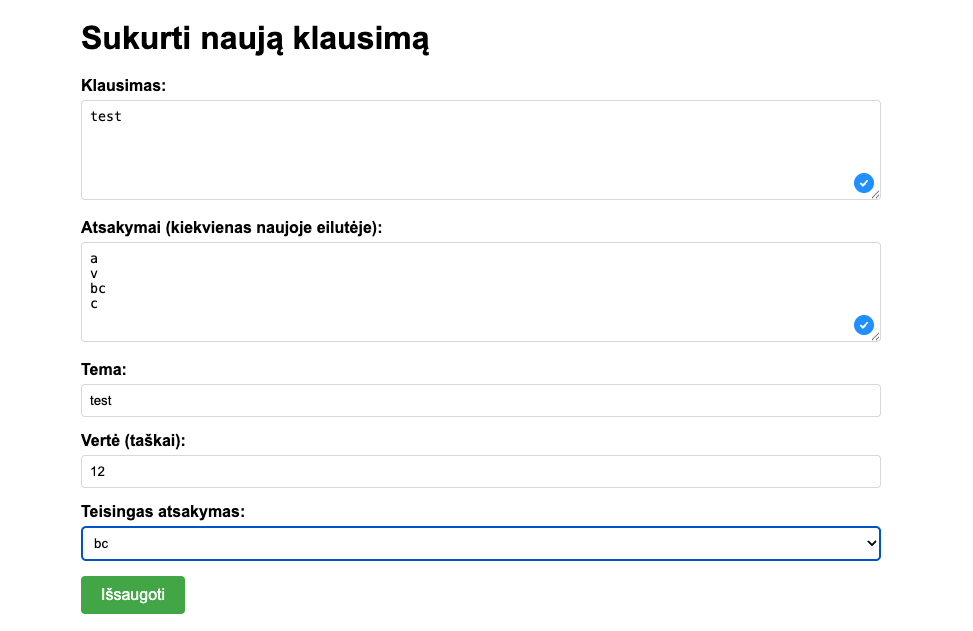 Sukurti naują klausimą
Klausimas:
test
Atsakymai (kiekvienas naujoje eilutėje):
a
v
bc
c
Tema:
test
Vertė (taškai):
12
Teisingas atsakymas:
bc
Išsaugoti